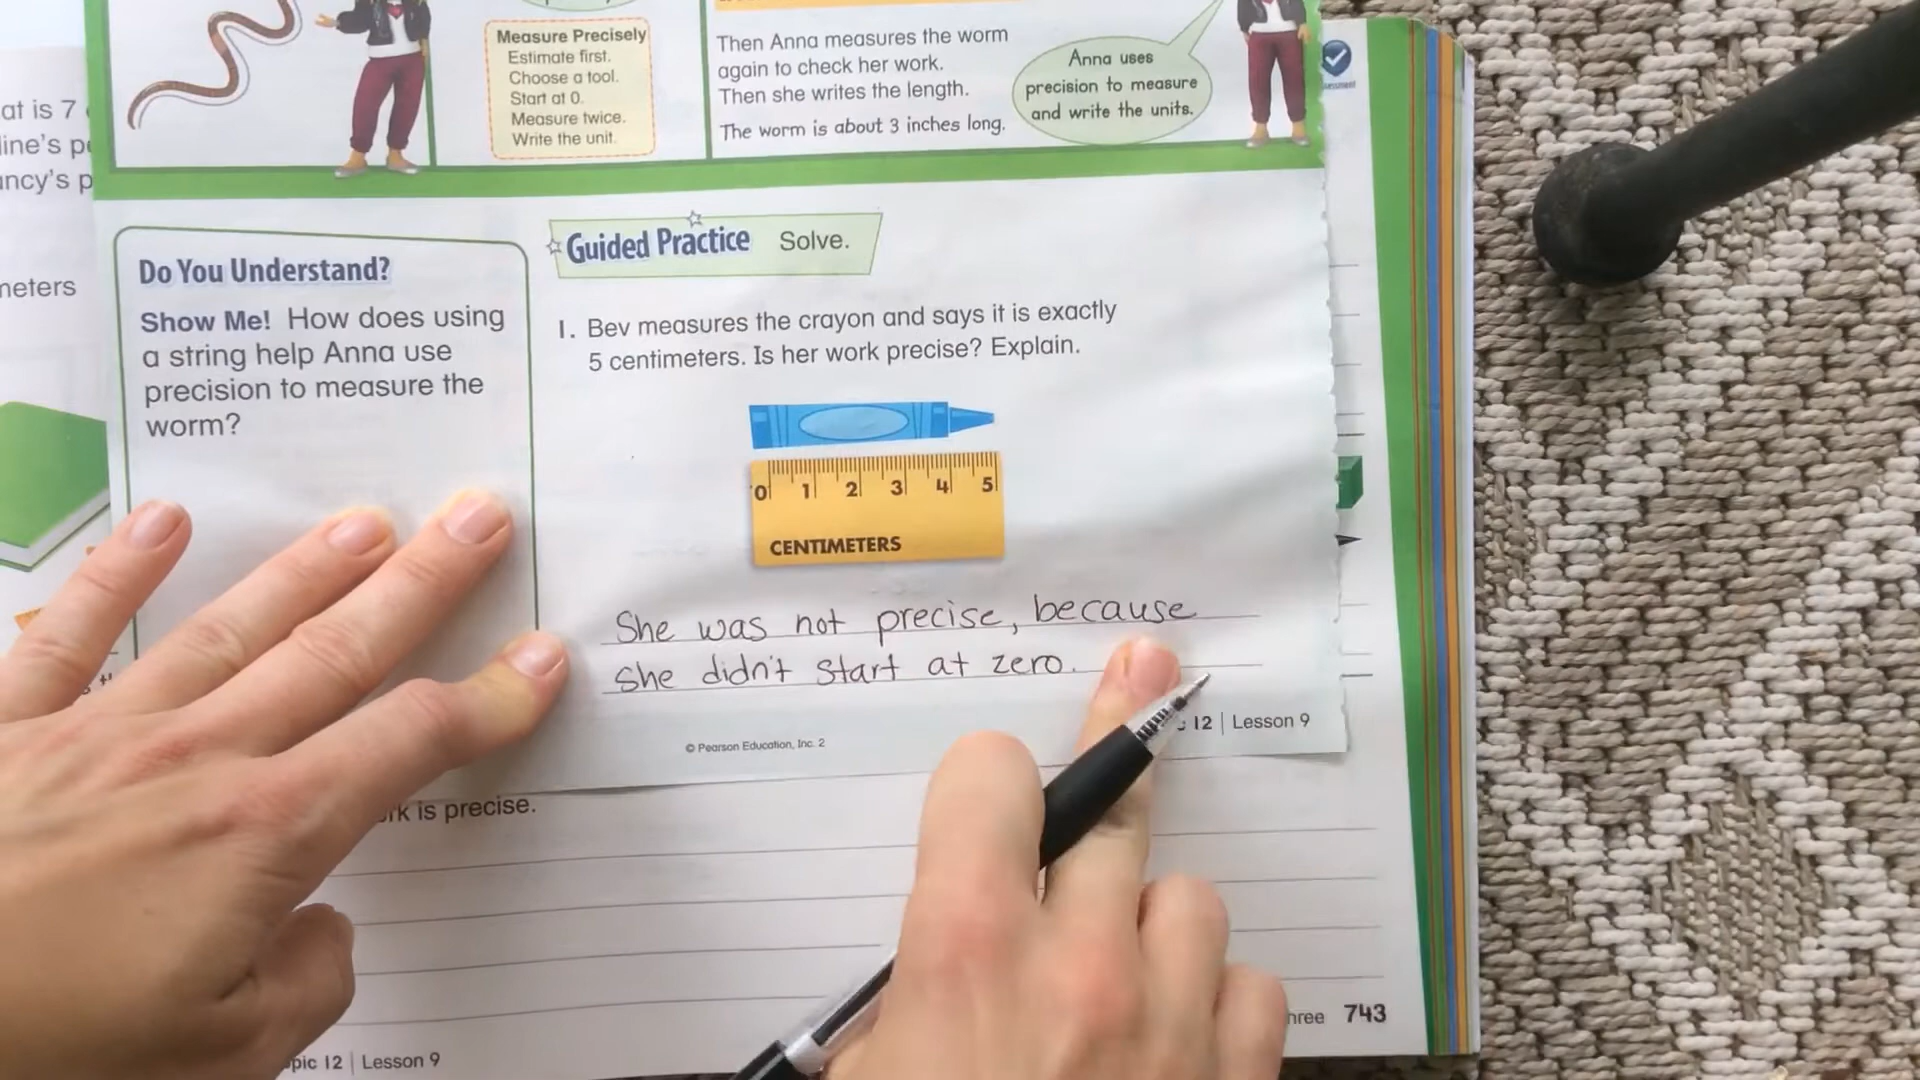 Measure Precisely
Estimate first.
Choose a tool.
Start at 0.
Measure twice.
Write the unit.
Then Anna measures the worm
again to check her work.
Then she writes the length.
The worm is about 3 inches long.
Anna uses
precision to measure
and write the units.
at is 7
line's
ancy's
meters
Do You Understand?
Show Me! How does using
a string help Anna use
precision to measure the
worm?
Guided Practice Solve.
1. Bev measures the crayon and says it is exactly
5 centimeters. Is her work precise? Explain.
0 1 2 3 4 5
CENTIMETERS
She was not precise, because
she didn't start at zero.
12 | Lesson 9
© Pearson Education, Inc. 2
rk is precise.
hree 743
pic 12 | Lesson 9